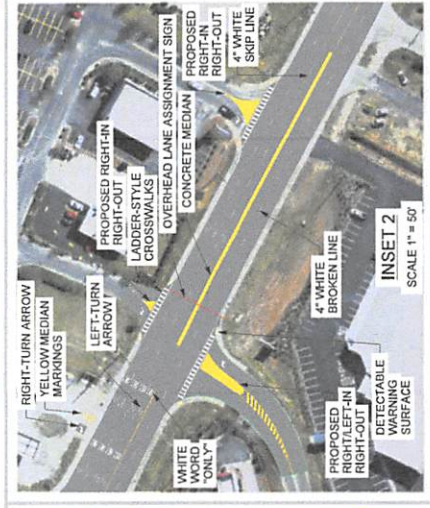 RIGHT-TURN ARROW
YELLOW MEDIAN
MARKINGS
LEFT-TURN
ARROW
PROPOSED RIGHT-IN
RIGHT-OUT
LADDER-STYLE
CROSSWALKS
OVERHEAD LANE ASSIGNMENT SIGN
CONCRETE MEDIAN
PROPOSED
RIGHT-IN
RIGHT-OUT
4" WHITE
SKIP LINE
WHITE
WORD
"ONLY"
PROPOSED
RIGHT/LEFT-IN
RIGHT-OUT
DETECTABLE
WARNING
SURFACE
4" WHITE
BROKEN LINE
INSET 2
SCALE 1" = 50'